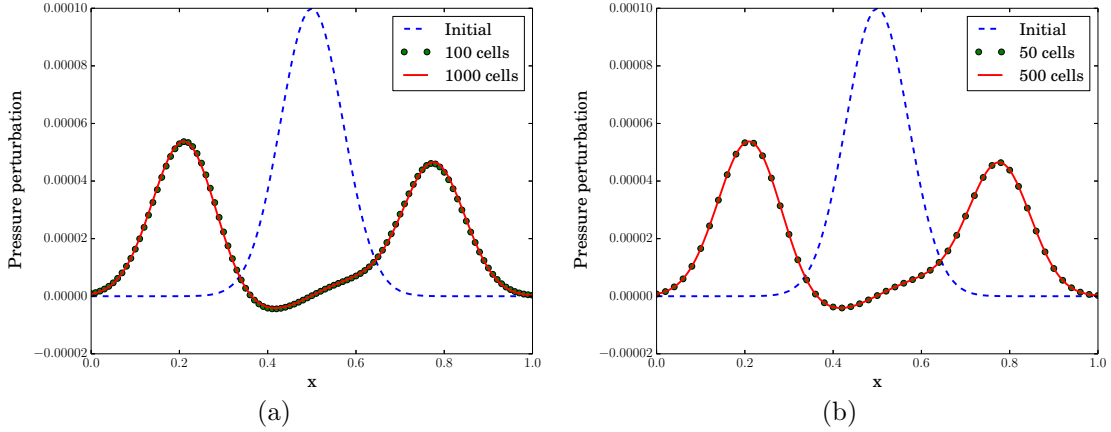 0.00010
0.00008
0.00006
0.00004
0.00002
0.00000
−0.00002
Pressure perturbation
0.0
0.2
0.4
0.6
0.8
1.0
x
Initial
100 cells
1000 cells
(a)
0.00010
0.00008
0.00006
0.00004
0.00002
0.00000
−0.00002
Pressure perturbation
0.0
0.2
0.4
0.6
0.8
1.0
x
Initial
50 cells
500 cells
(b)